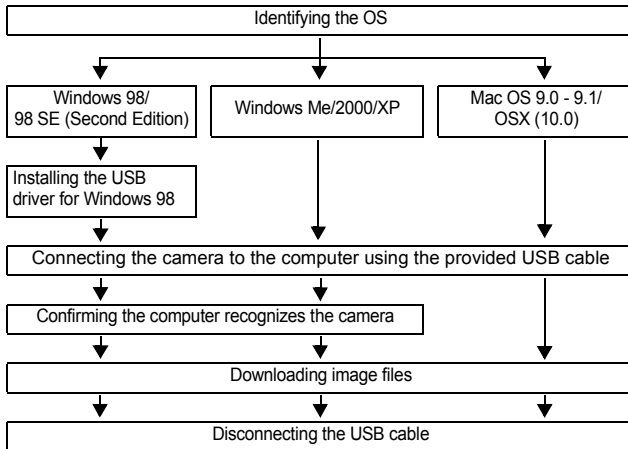 Identifying the OS
Windows 98/
98 SE (Second Edition)
Windows Me/2000/XP
Mac OS 9.0 - 9.1/
OSX (10.0)
Installing the USB
driver for Windows 98
Connecting the camera to the computer using the provided USB cable
Confirming the computer recognizes the camera
Downloading image files
Disconnecting the USB cable